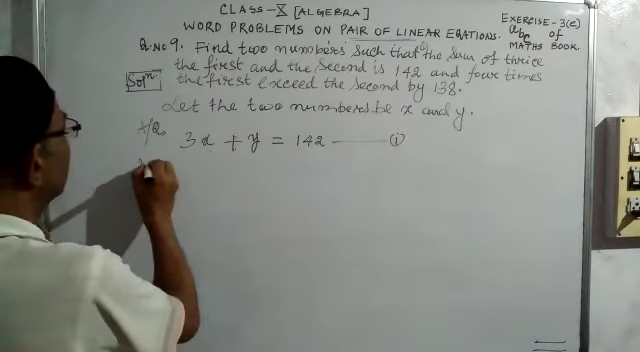 CLASS-X [ALGEBRA]
WORD PROBLEMS ON PAIR OF LINEAR EQUATIONS.
EXERCISE-3(E)
abc of
MATHS BOOK.
Q.No 9. Find two numbers such that the sum of thrice
the first and the second is 142 and four times
the first exceed the second by 138.
Soln
Let the two numbers be x and y.
A/Q,
3x + y = 142 ——— (i)